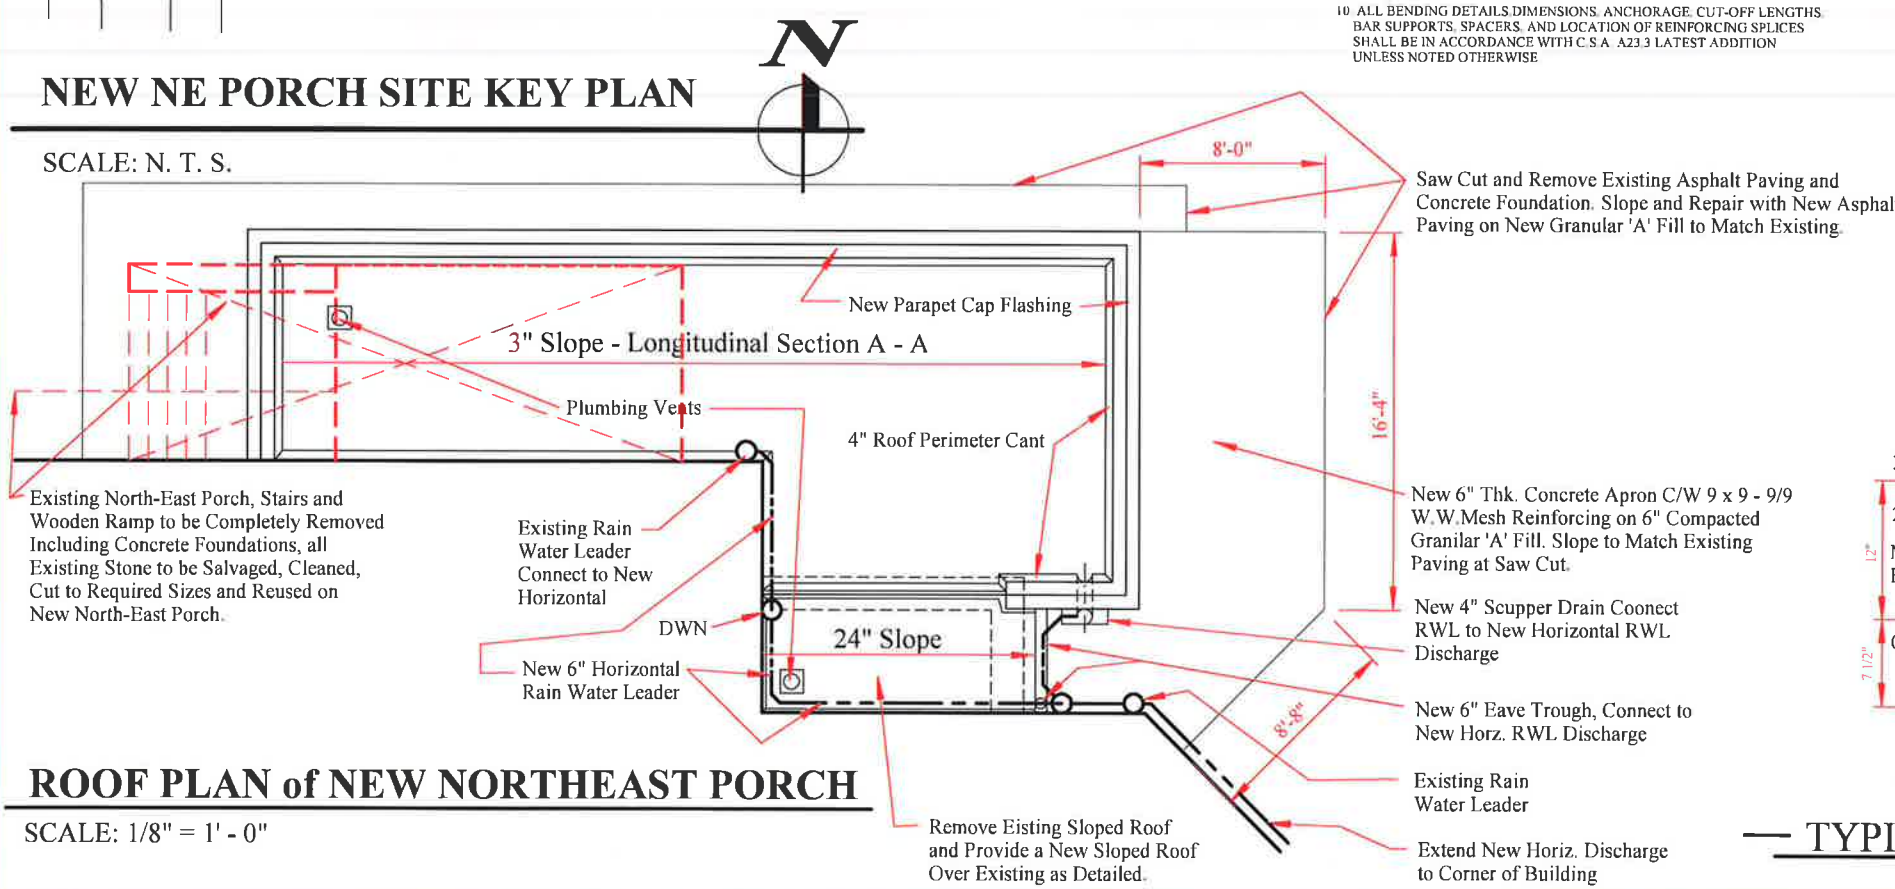 10 ALL BENDING DETAILS,DIMENSIONS, ANCHORAGE, CUT-OFF LENGTHS,
BAR SUPPORTS, SPACERS, AND LOCATION OF REINFORCING SPLICES
SHALL BE IN ACCORDANCE WITH C.S.A. A23.3 LATEST ADDITION
UNLESS NOTED OTHERWISE
N
NEW NE PORCH SITE KEY PLAN
SCALE: N. T. S.
8'-0"
Saw Cut and Remove Existing Asphalt Paving and
Concrete Foundation. Slope and Repair with New Asphal
Paving on New Granular 'A' Fill to Match Existing.
New Parapet Cap Flashing
3" Slope - Longitudinal Section A - A
Plumbing Vents
4" Roof Perimeter Cant
16'-4"
Existing North-East Porch, Stairs and
Wooden Ramp to be Completely Removed
Including Concrete Foundations, all
Existing Stone to be Salvaged, Cleaned,
Cut to Required Sizes and Reused on
New North-East Porch.
Existing Rain
Water Leader
Connect to New
Horizontal
New 6" Thk. Concrete Apron C/W 9 x 9 - 9/9
W.W.Mesh Reinforcing on 6" Compacted
Granilar 'A' Fill. Slope to Match Existing
Paving at Saw Cut.
12"
DWN
24" Slope
New 4" Scupper Drain Coonect
RWL to New Horizontal RWL
Discharge
7 1/2"
New 6" Horizontal
Rain Water Leader
8'-8"
New 6" Eave Trough, Connect to
New Horz. RWL Discharge
ROOF PLAN of NEW NORTHEAST PORCH
SCALE: 1/8" = 1' - 0"
Existing Rain
Water Leader
Remove Eisting Sloped Roof
and Provide a New Sloped Roof
Over Existing as Detailed.
Extend New Horiz. Discharge
to Corner of Building
TYPI